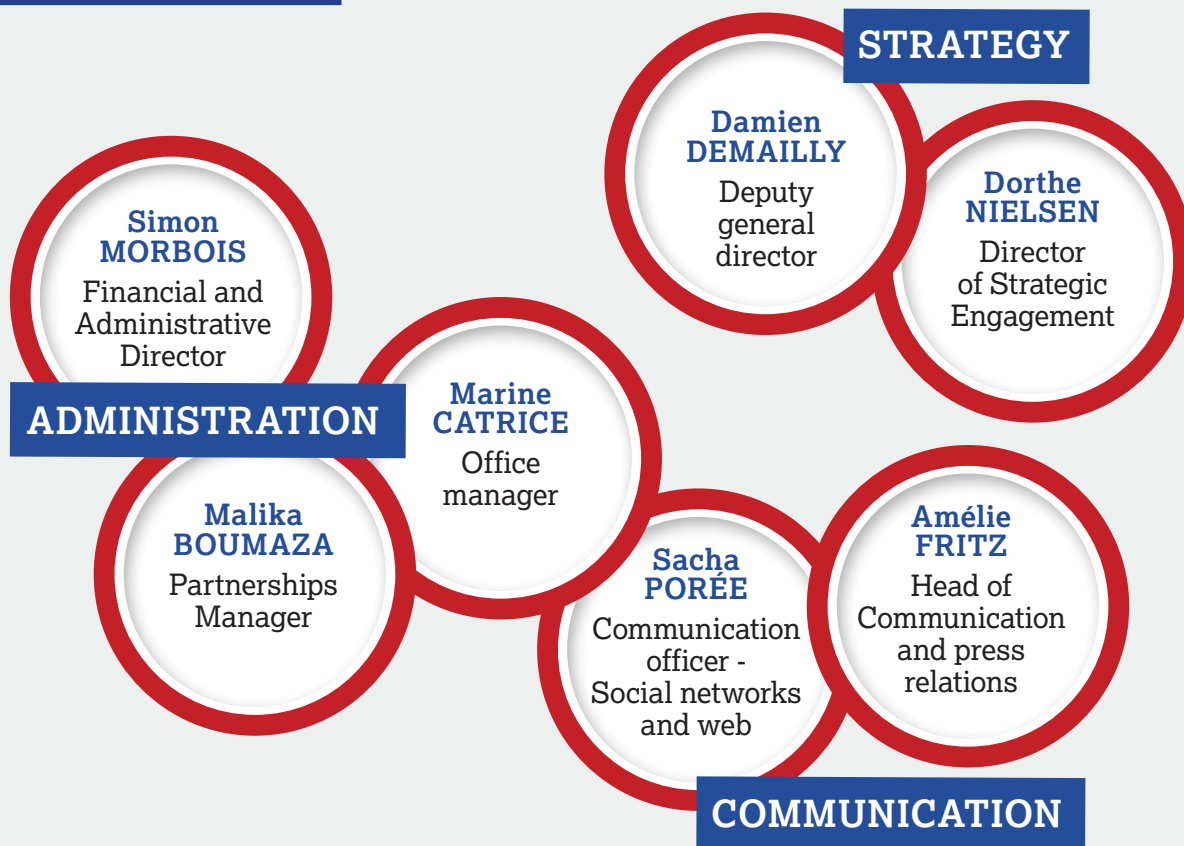 STRATEGY
Damien
DEMAILLY
Deputy
general
director
Dorthe
NIELSEN
Director
of Strategic
Engagement
Simon
MORBOIS
Financial and
Administrative
Director
ADMINISTRATION
Marine
CATRICE
Office
manager
Malika
BOUMAZA
Partnerships
Manager
Sacha
PORÉE
Communication
officer -
Social networks
and web
Amélie
FRITZ
Head of
Communication
and press
relations
COMMUNICATION